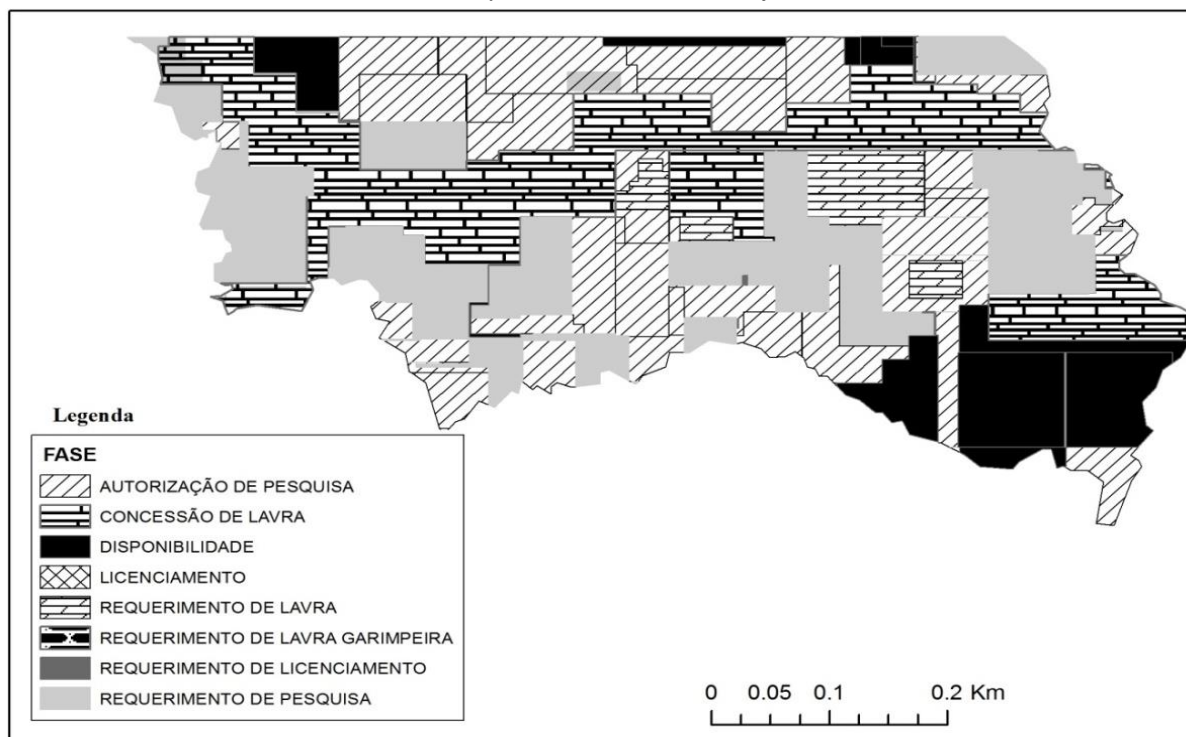 Legenda
FASE
AUTORIZAÇÃO DE PESQUISA
CONCESSÃO DE LAVRA
DISPONIBILIDADE
LICENCIAMENTO
REQUERIMENTO DE LAVRA
REQUERIMENTO DE LAVRA GARIMPEIRA
REQUERIMENTO DE LICENCIAMENTO
REQUERIMENTO DE PESQUISA
0 0.05 0.1 0.2 Km